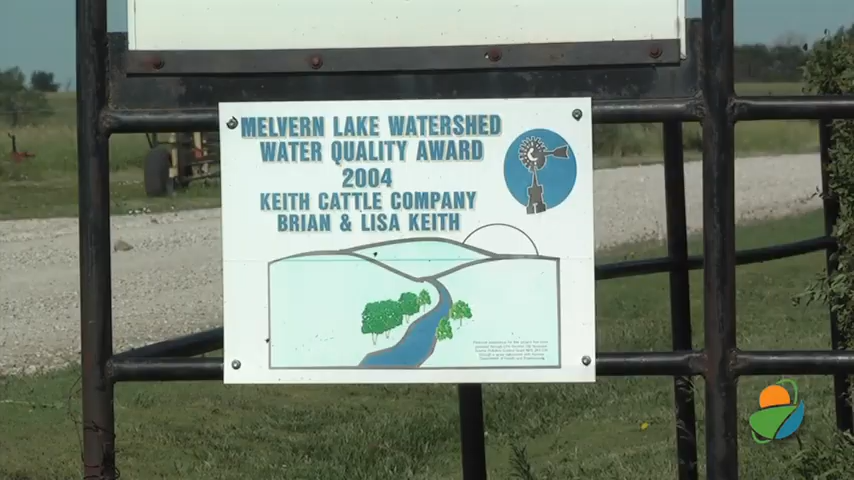 MELVERN LAKE WATERSHED
WATER QUALITY AWARD
2004
KEITH CATTLE COMPANY
BRIAN & LISA KEITH